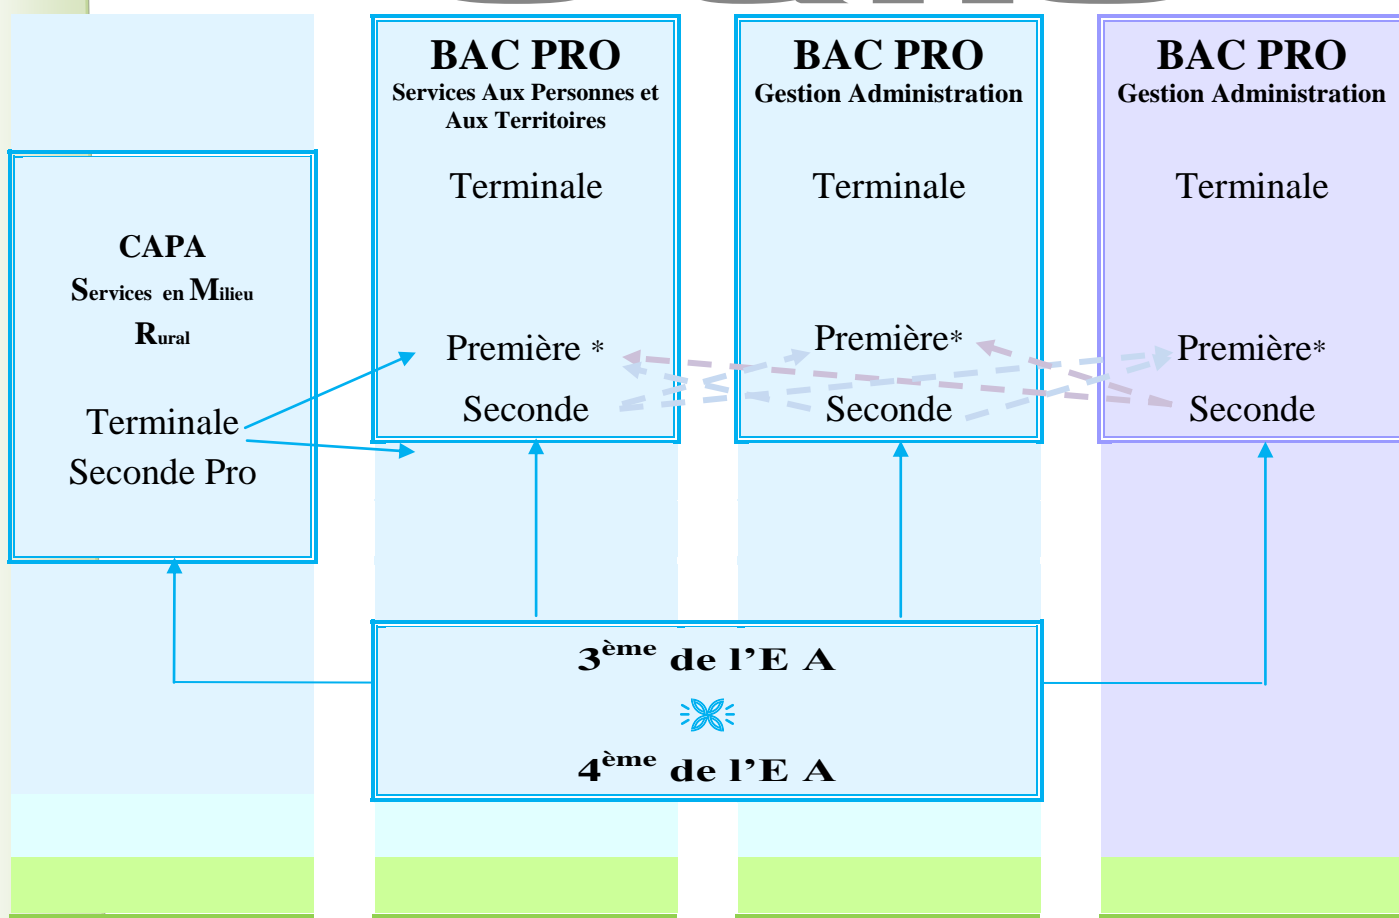 BAC PRO
Services Aux Personnes et
Aux Territoires
Terminale
Première *
Seconde
BAC PRO
Gestion Administration
Terminale
Première*
Seconde
BAC PRO
Gestion Administration
Terminale
Première*
Seconde
CAPA
Services en Milieu
Rural
Terminale
Seconde Pro
3ème de l’E A
4ème de l’E A